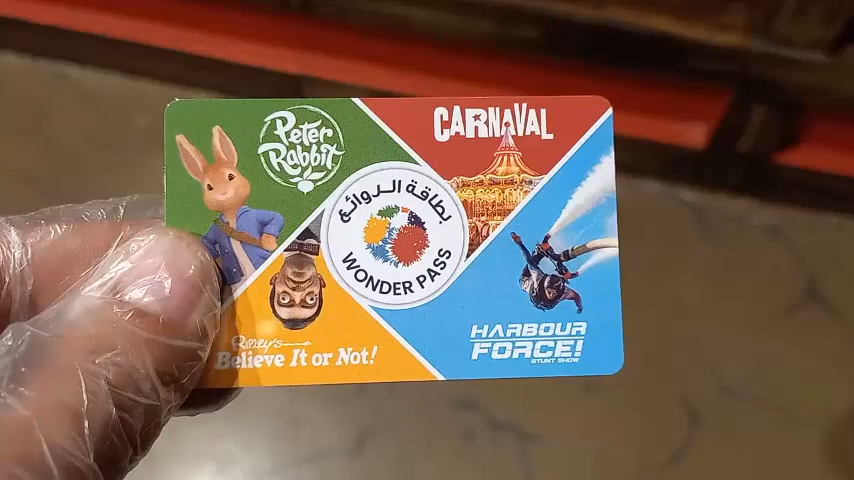 Peter
Rabbit
CARNAVAL
بطاقة الروائع
WONDER PASS
Ripley's
Believe It or Not!
HARBOUR
FORCE!
STUNT SHOW